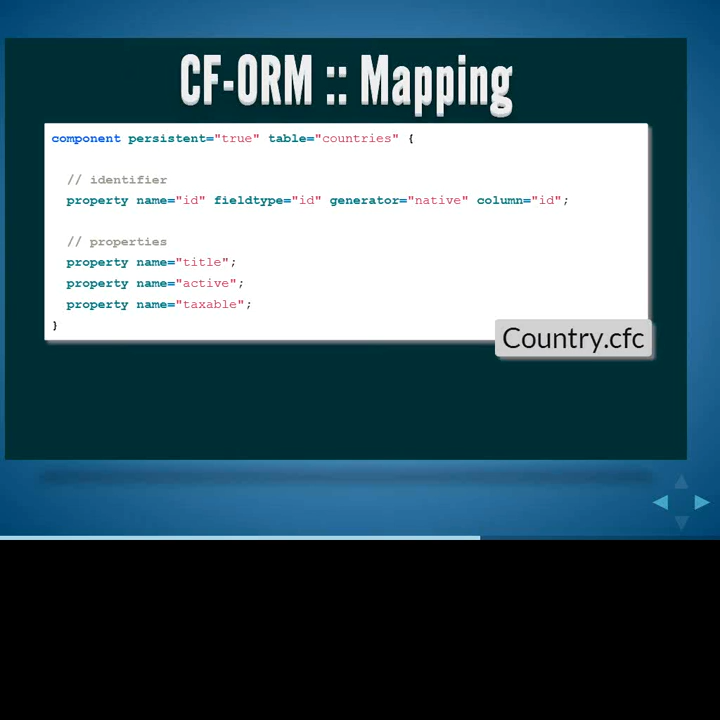 CF-ORM :: Mapping
component persistent="true" table="countries" {
// identifier
property name="id" fieldtype="id" generator="native" column="id";
// properties
property name="title";
property name="active";
property name="taxable";
}
Country.cfc